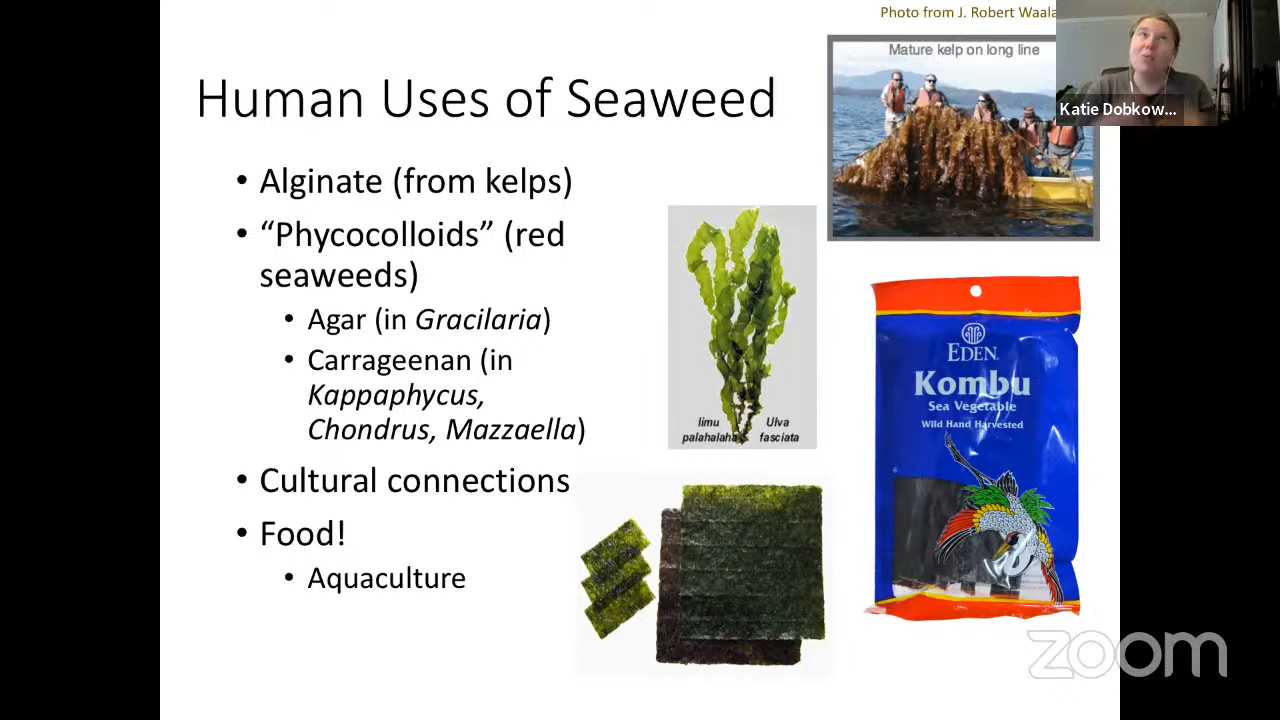 Photo from J. Robert Waala
Mature kelp on long line
Katie Dobkow...
Human Uses of Seaweed
• Alginate (from kelps)
• “Phycocolloids” (red
seaweeds)
• Agar (in Gracilaria)
• Carrageenan (in
Kappaphycus,
Chondrus, Mazzaella)
• Cultural connections
• Food!
• Aquaculture
limu Ulva
palahalaha fasciata
EDEN
Kombu
Sea Vegetable
Wild Hand Harvested
zoom